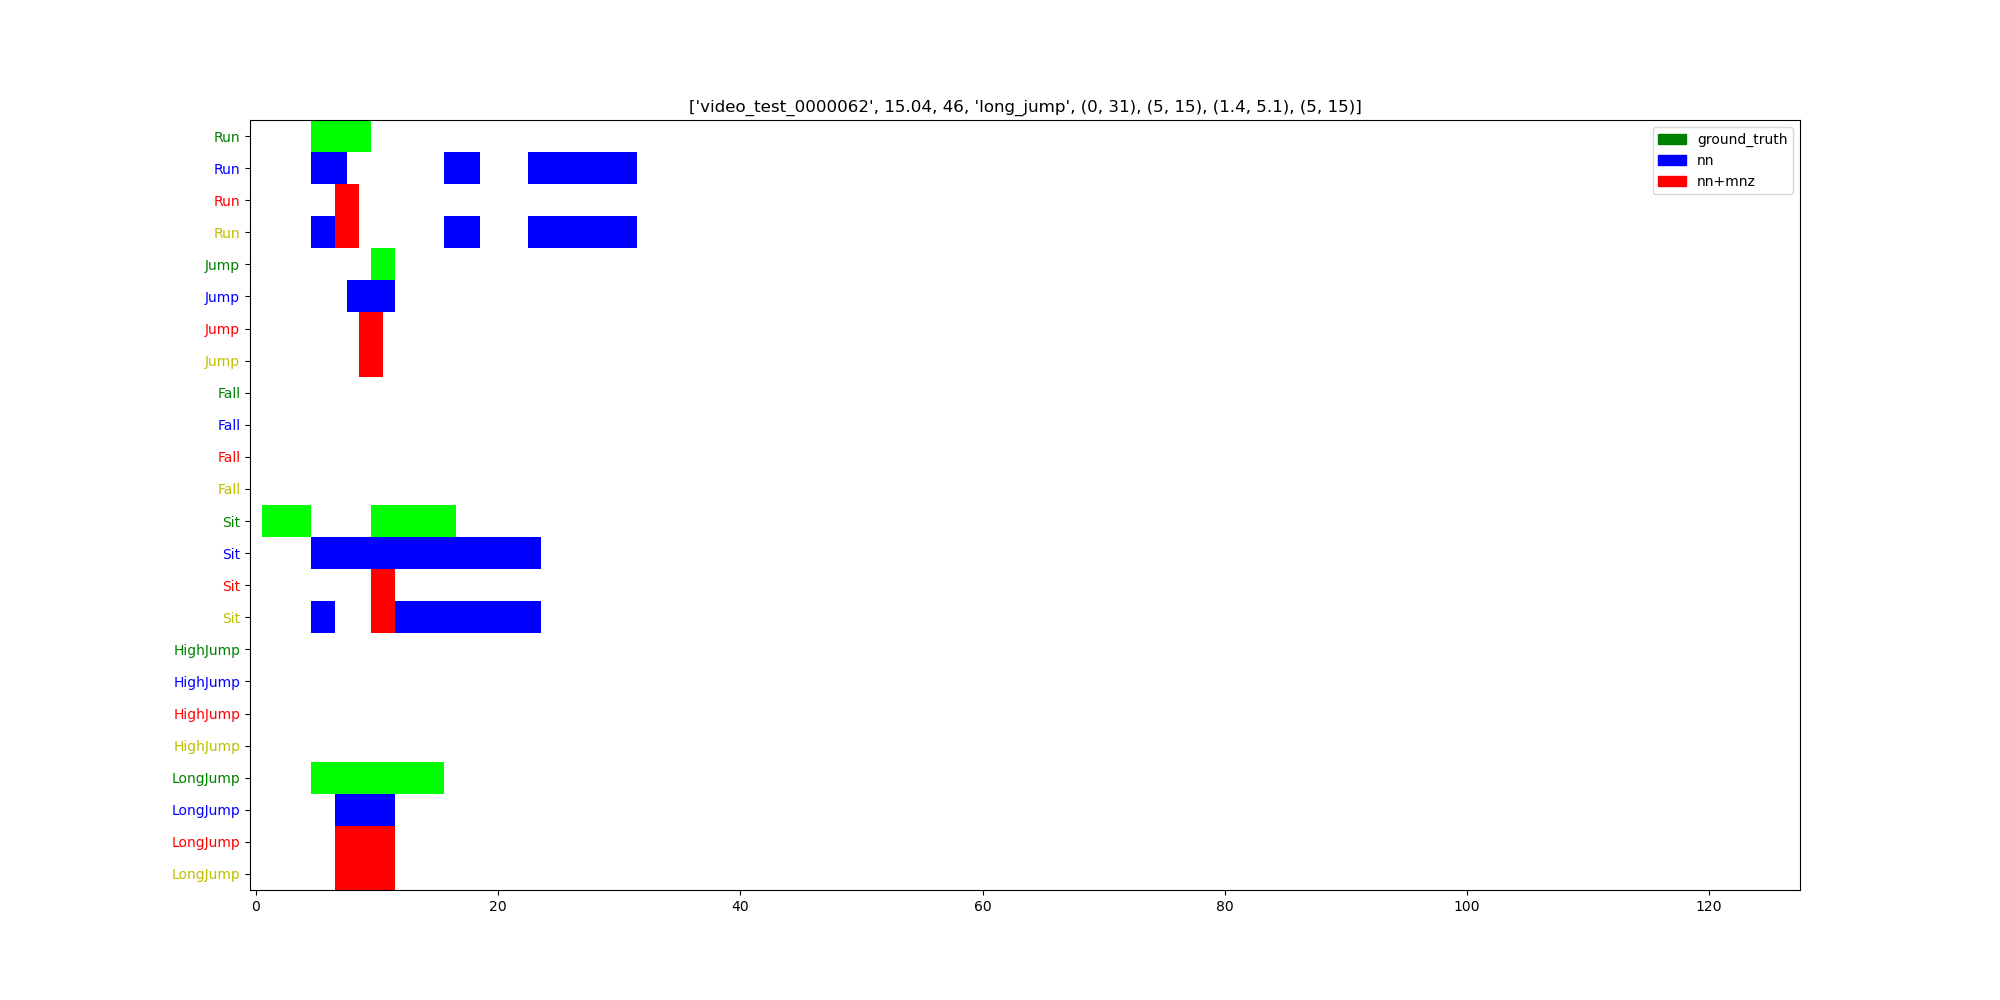 ['video_test_0000062', 15.04, 46, 'long_jump', (0, 31), (5, 15), (1.4, 5.1), (5, 15)]
ground_truth
nn
nn+mnz
Run
Run
Run
Run
Jump
Jump
Jump
Jump
Fall
Fall
Fall
Fall
Sit
Sit
Sit
Sit
HighJump
HighJump
HighJump
HighJump
LongJump
LongJump
LongJump
LongJump
0 20 40 60 80 100 120